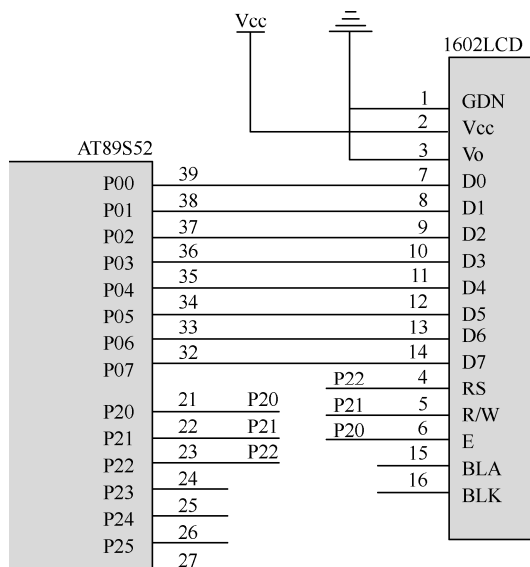 Vcc
1602LCD
1 GDN
2 Vcc
AT89S52
3 Vo
P00 39 7 D0
P01 38 8 D1
P02 37 9 D2
P03 36 10 D3
P04 35 11 D4
P05 34 12 D5
P06 33 13 D6
P07 32 14 D7
P22 4 RS
P20 21 P20 P21 5 R/W
P21 22 P21 P20 6 E
P22 23 P22 15 BLA
P23 24 16 BLK
P24 25
P25 26
27